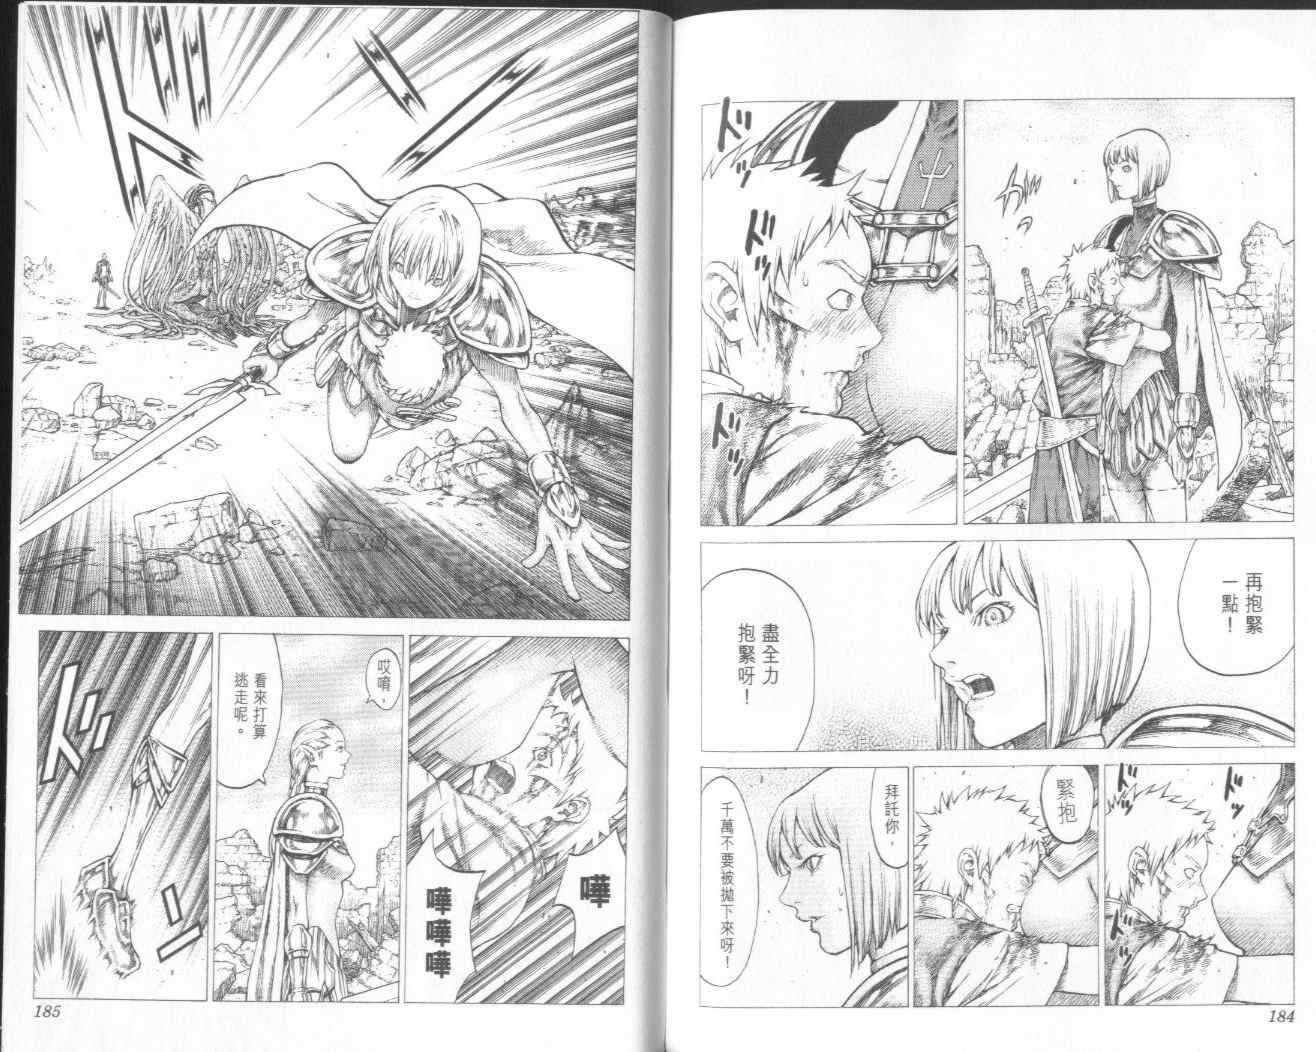 ガバ
ドッ
ドッ
ドッ
再抱緊
一點！
盡全力
抱緊呀！
ドッ
ドッ
ドッ
緊抱
拜託你，
千萬不要被拋下來呀！
184
嘩
嘩嘩嘩
哎唷，
看來打算
逃走呢。
185